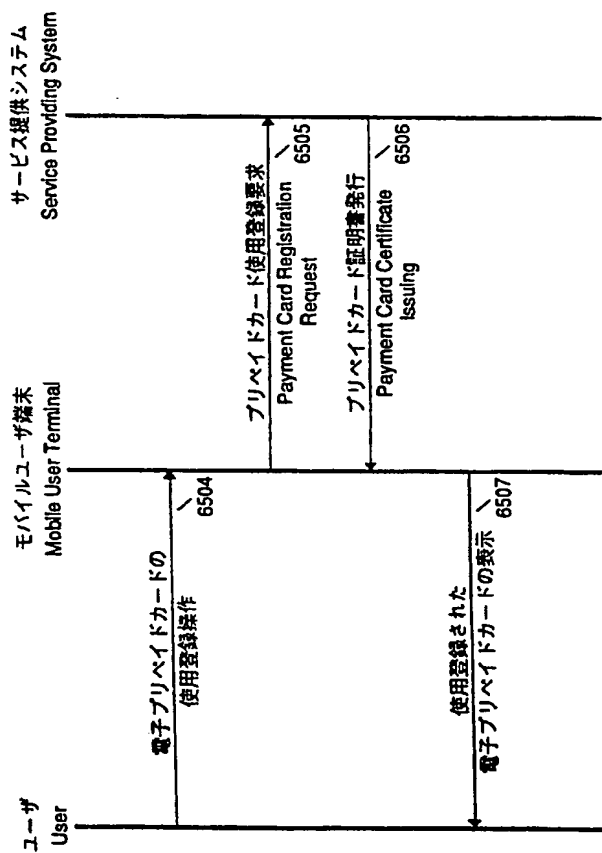 ユーザ
User
モバイルユーザ端末
Mobile User Terminal
サービス提供システム
Service Providing System
電子プリペイドカードの
使用登録操作
6504
プリペイドカード使用登録要求
6505
Payment Card Registration
Request
プリペイドカード証明書発行
6506
Payment Card Certificate
Issuing
使用登録された
電子プリペイドカードの表示
6507